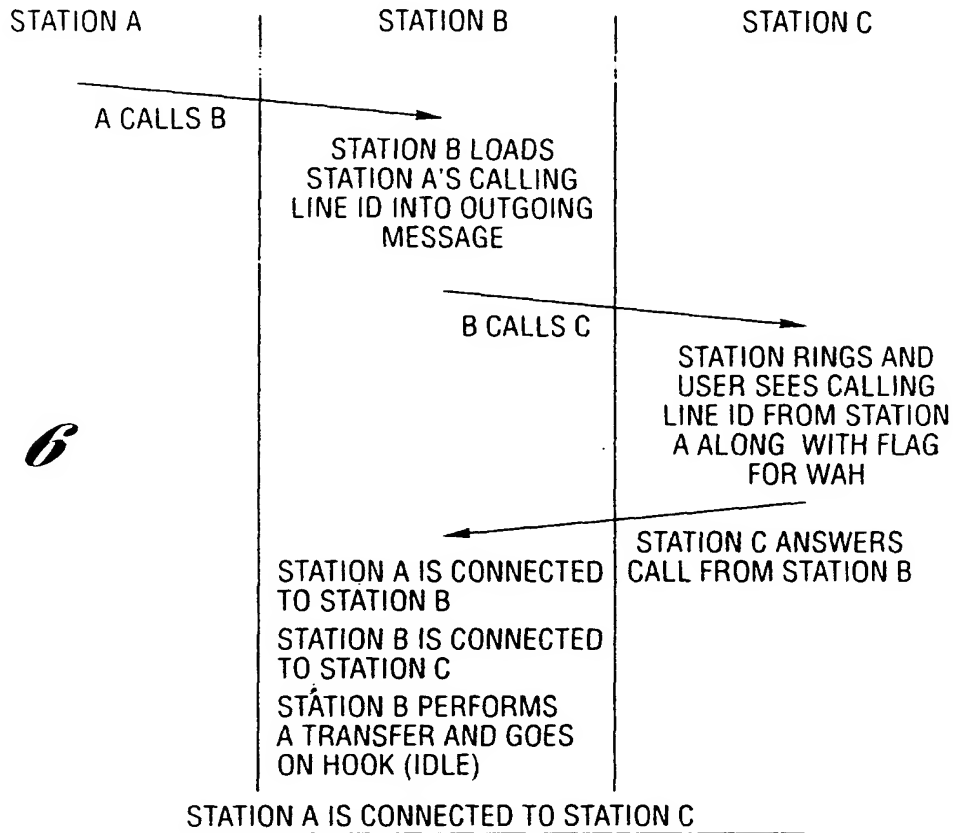 STATION A
STATION B
STATION C
A CALLS B
STATION B LOADS
STATION A'S CALLING
LINE ID INTO OUTGOING
MESSAGE
B CALLS C
STATION RINGS AND
USER SEES CALLING
LINE ID FROM STATION
A ALONG WITH FLAG
FOR WAH
6
STATION C ANSWERS
CALL FROM STATION B
STATION A IS CONNECTED
TO STATION B
STATION B IS CONNECTED
TO STATION C
STATION B PERFORMS
A TRANSFER AND GOES
ON HOOK (IDLE)
STATION A IS CONNECTED TO STATION C